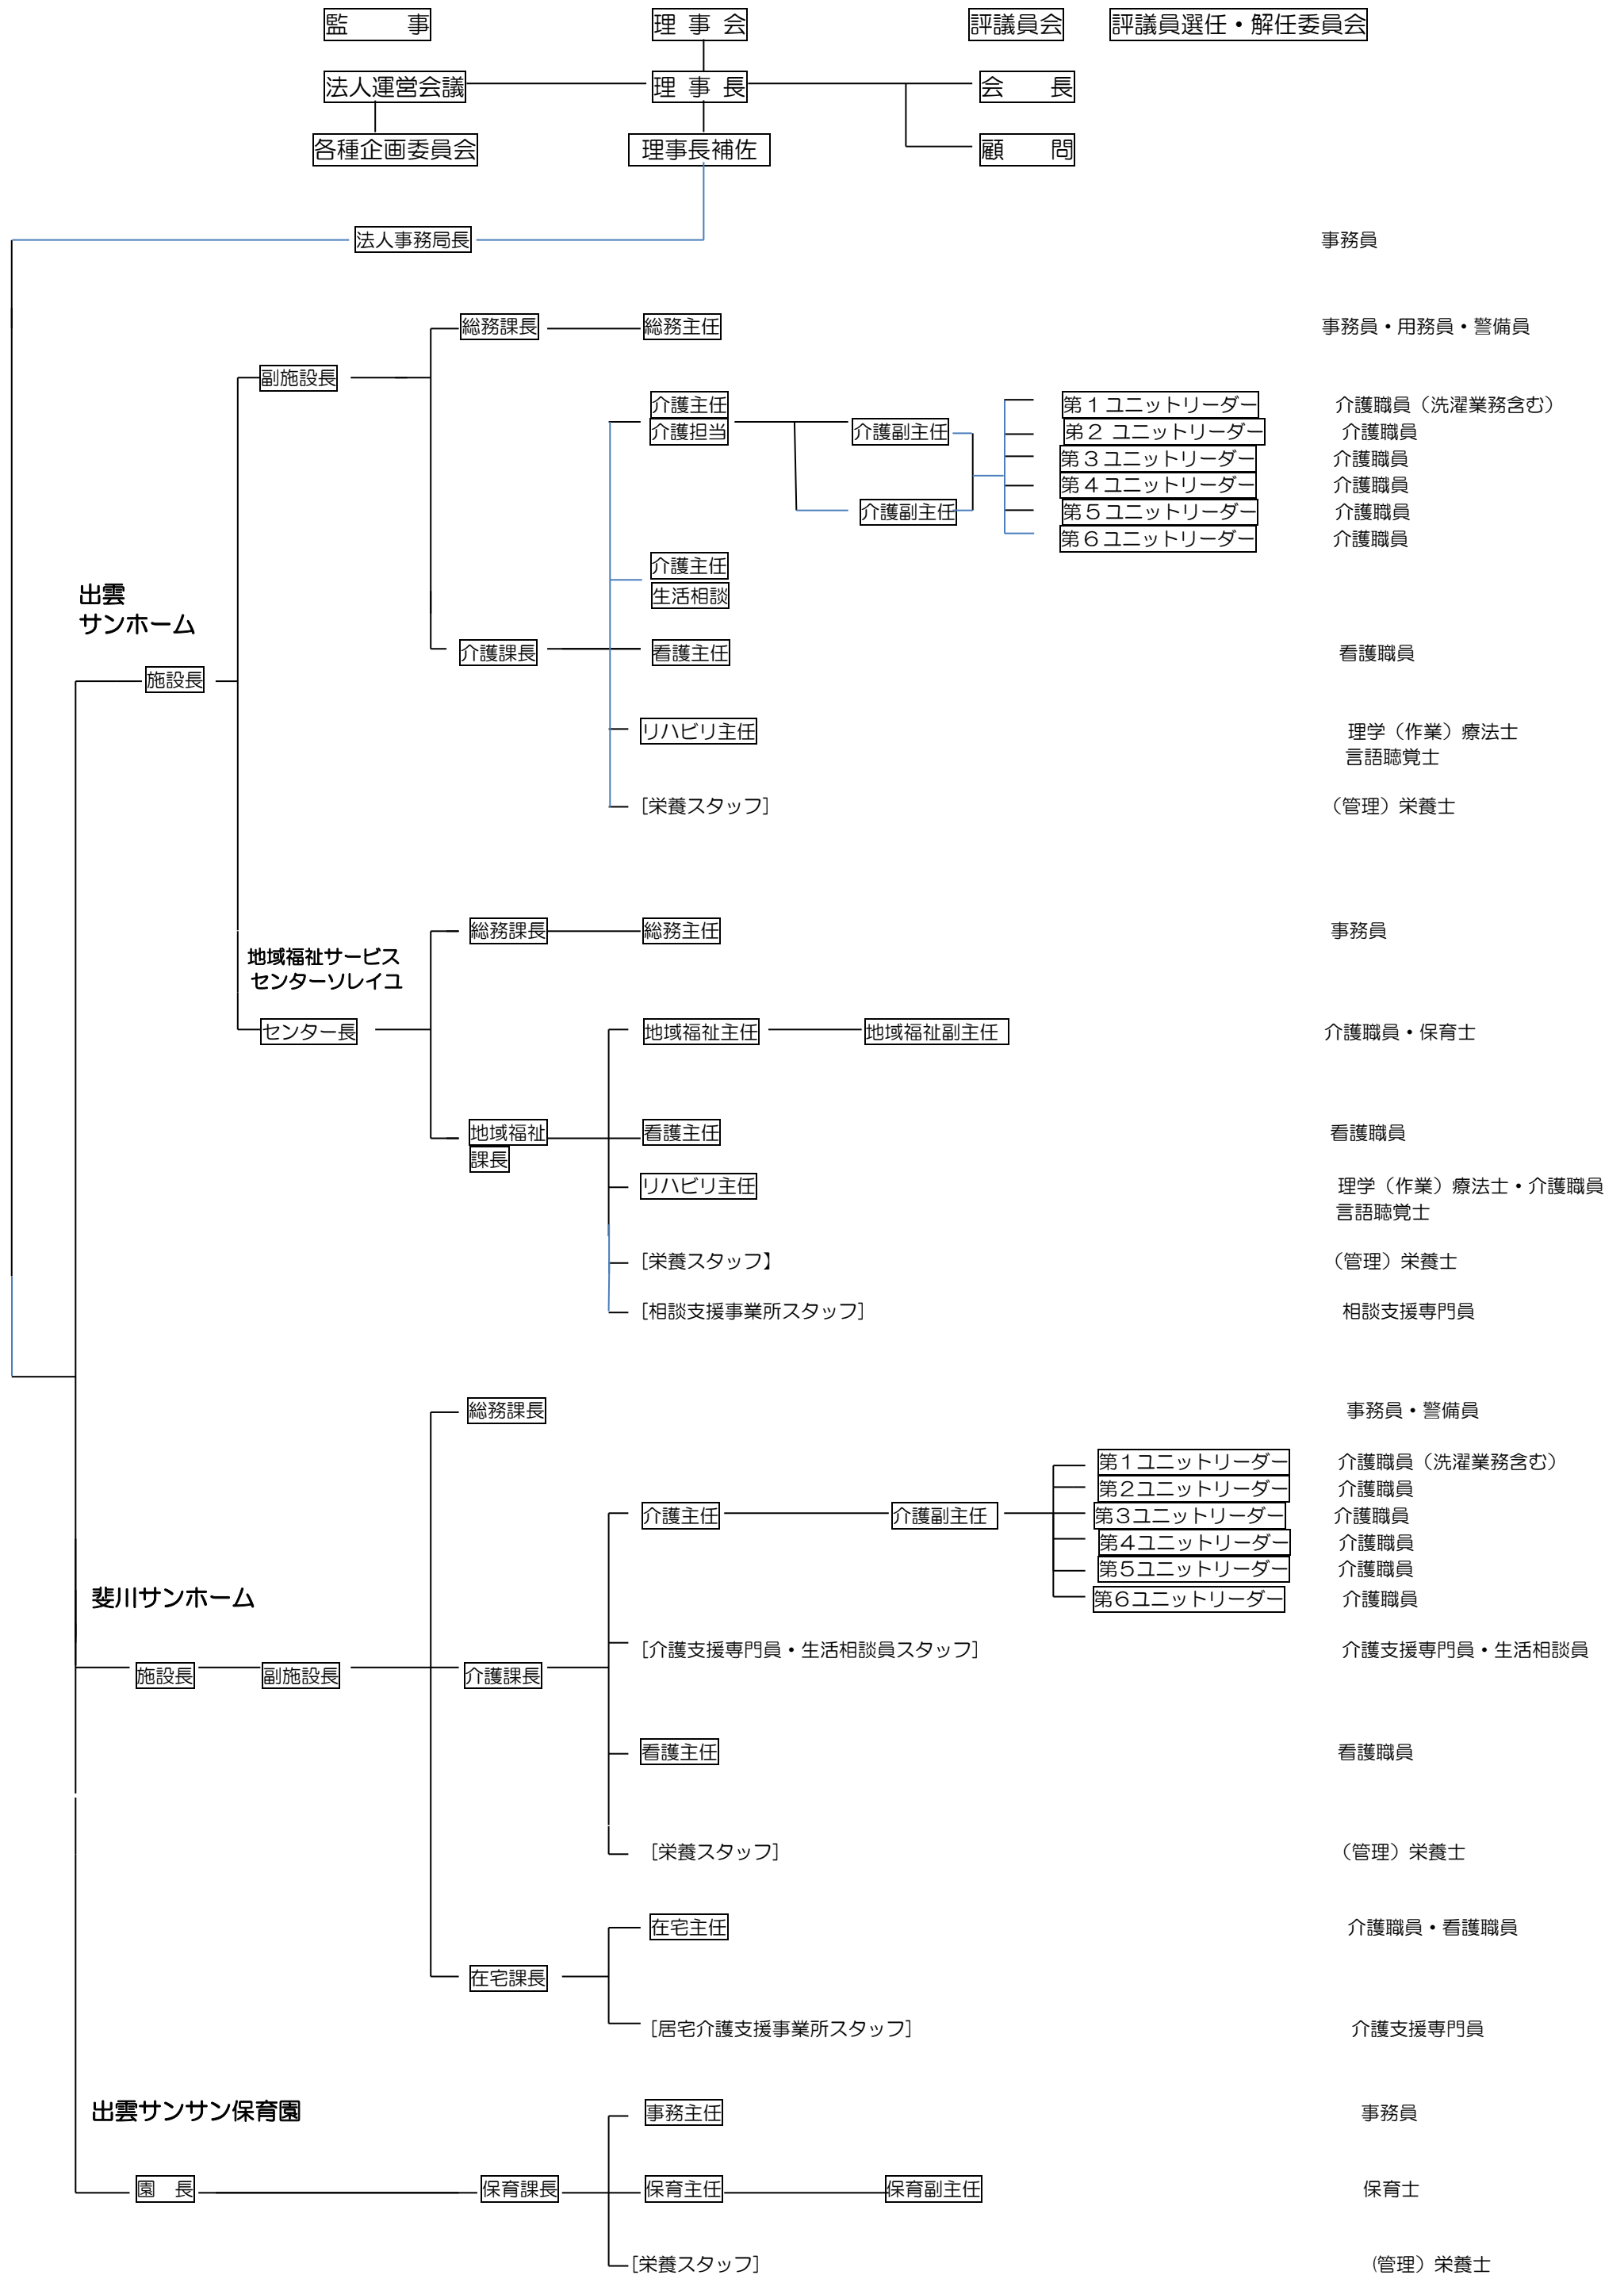 監　　　事
理 事 会
評議員会
評議員選任・解任委員会
法人運営会議
理 事 長
会　　長
各種企画委員会
理事長補佐
顧　　問
法人事務局長
事務員
総務課長
総務主任
事務員・用務員・警備員
副施設長
介護主任
介護担当
介護副主任
介護副主任
第１ユニットリーダー
介護職員（洗濯業務含む）
第２ ユニットリーダー
介護職員
第３ユニットリーダー
介護職員
第４ユニットリーダー
介護職員
第５ユニットリーダー
介護職員
第６ユニットリーダー
介護職員
介護主任
生活相談
出雲
サンホーム
介護課長
看護主任
看護職員
施設長
リハビリ主任
理学（作業）療法士
言語聴覚士
[栄養スタッフ]
（管理）栄養士
総務課長
総務主任
事務員
地域福祉サービス
センターソレイユ
センター長
地域福祉主任
地域福祉副主任
介護職員・保育士
地域福祉
課長
看護主任
看護職員
リハビリ主任
理学（作業）療法士・介護職員
言語聴覚士
[栄養スタッフ】
（管理）栄養士
[相談支援事業所スタッフ]
相談支援専門員
総務課長
事務員・警備員
第１ユニットリーダー
介護職員（洗濯業務含む）
第２ユニットリーダー
介護職員
介護主任
介護副主任
第３ユニットリーダー
介護職員
第４ユニットリーダー
介護職員
第５ユニットリーダー
介護職員
第６ユニットリーダー
介護職員
斐川サンホーム
[介護支援専門員・生活相談員スタッフ]
介護支援専門員・生活相談員
施設長
副施設長
介護課長
看護主任
看護職員
[栄養スタッフ]
（管理）栄養士
在宅主任
介護職員・看護職員
在宅課長
[居宅介護支援事業所スタッフ]
介護支援専門員
出雲サンサン保育園
事務主任
事務員
園　長
保育課長
保育主任
保育副主任
保育士
[栄養スタッフ]
(管理）栄養士